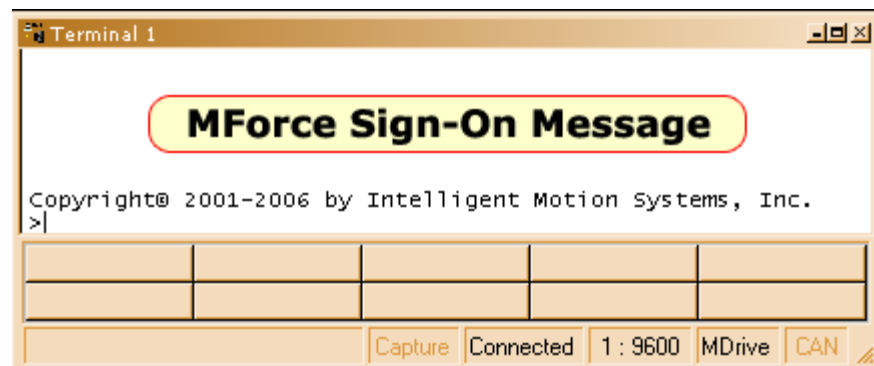 Terminal 1
MForce Sign-On Message
Copyright® 2001-2006 by Intelligent Motion Systems, Inc.
>
Capture Connected 1 : 9600 MDrive CAN